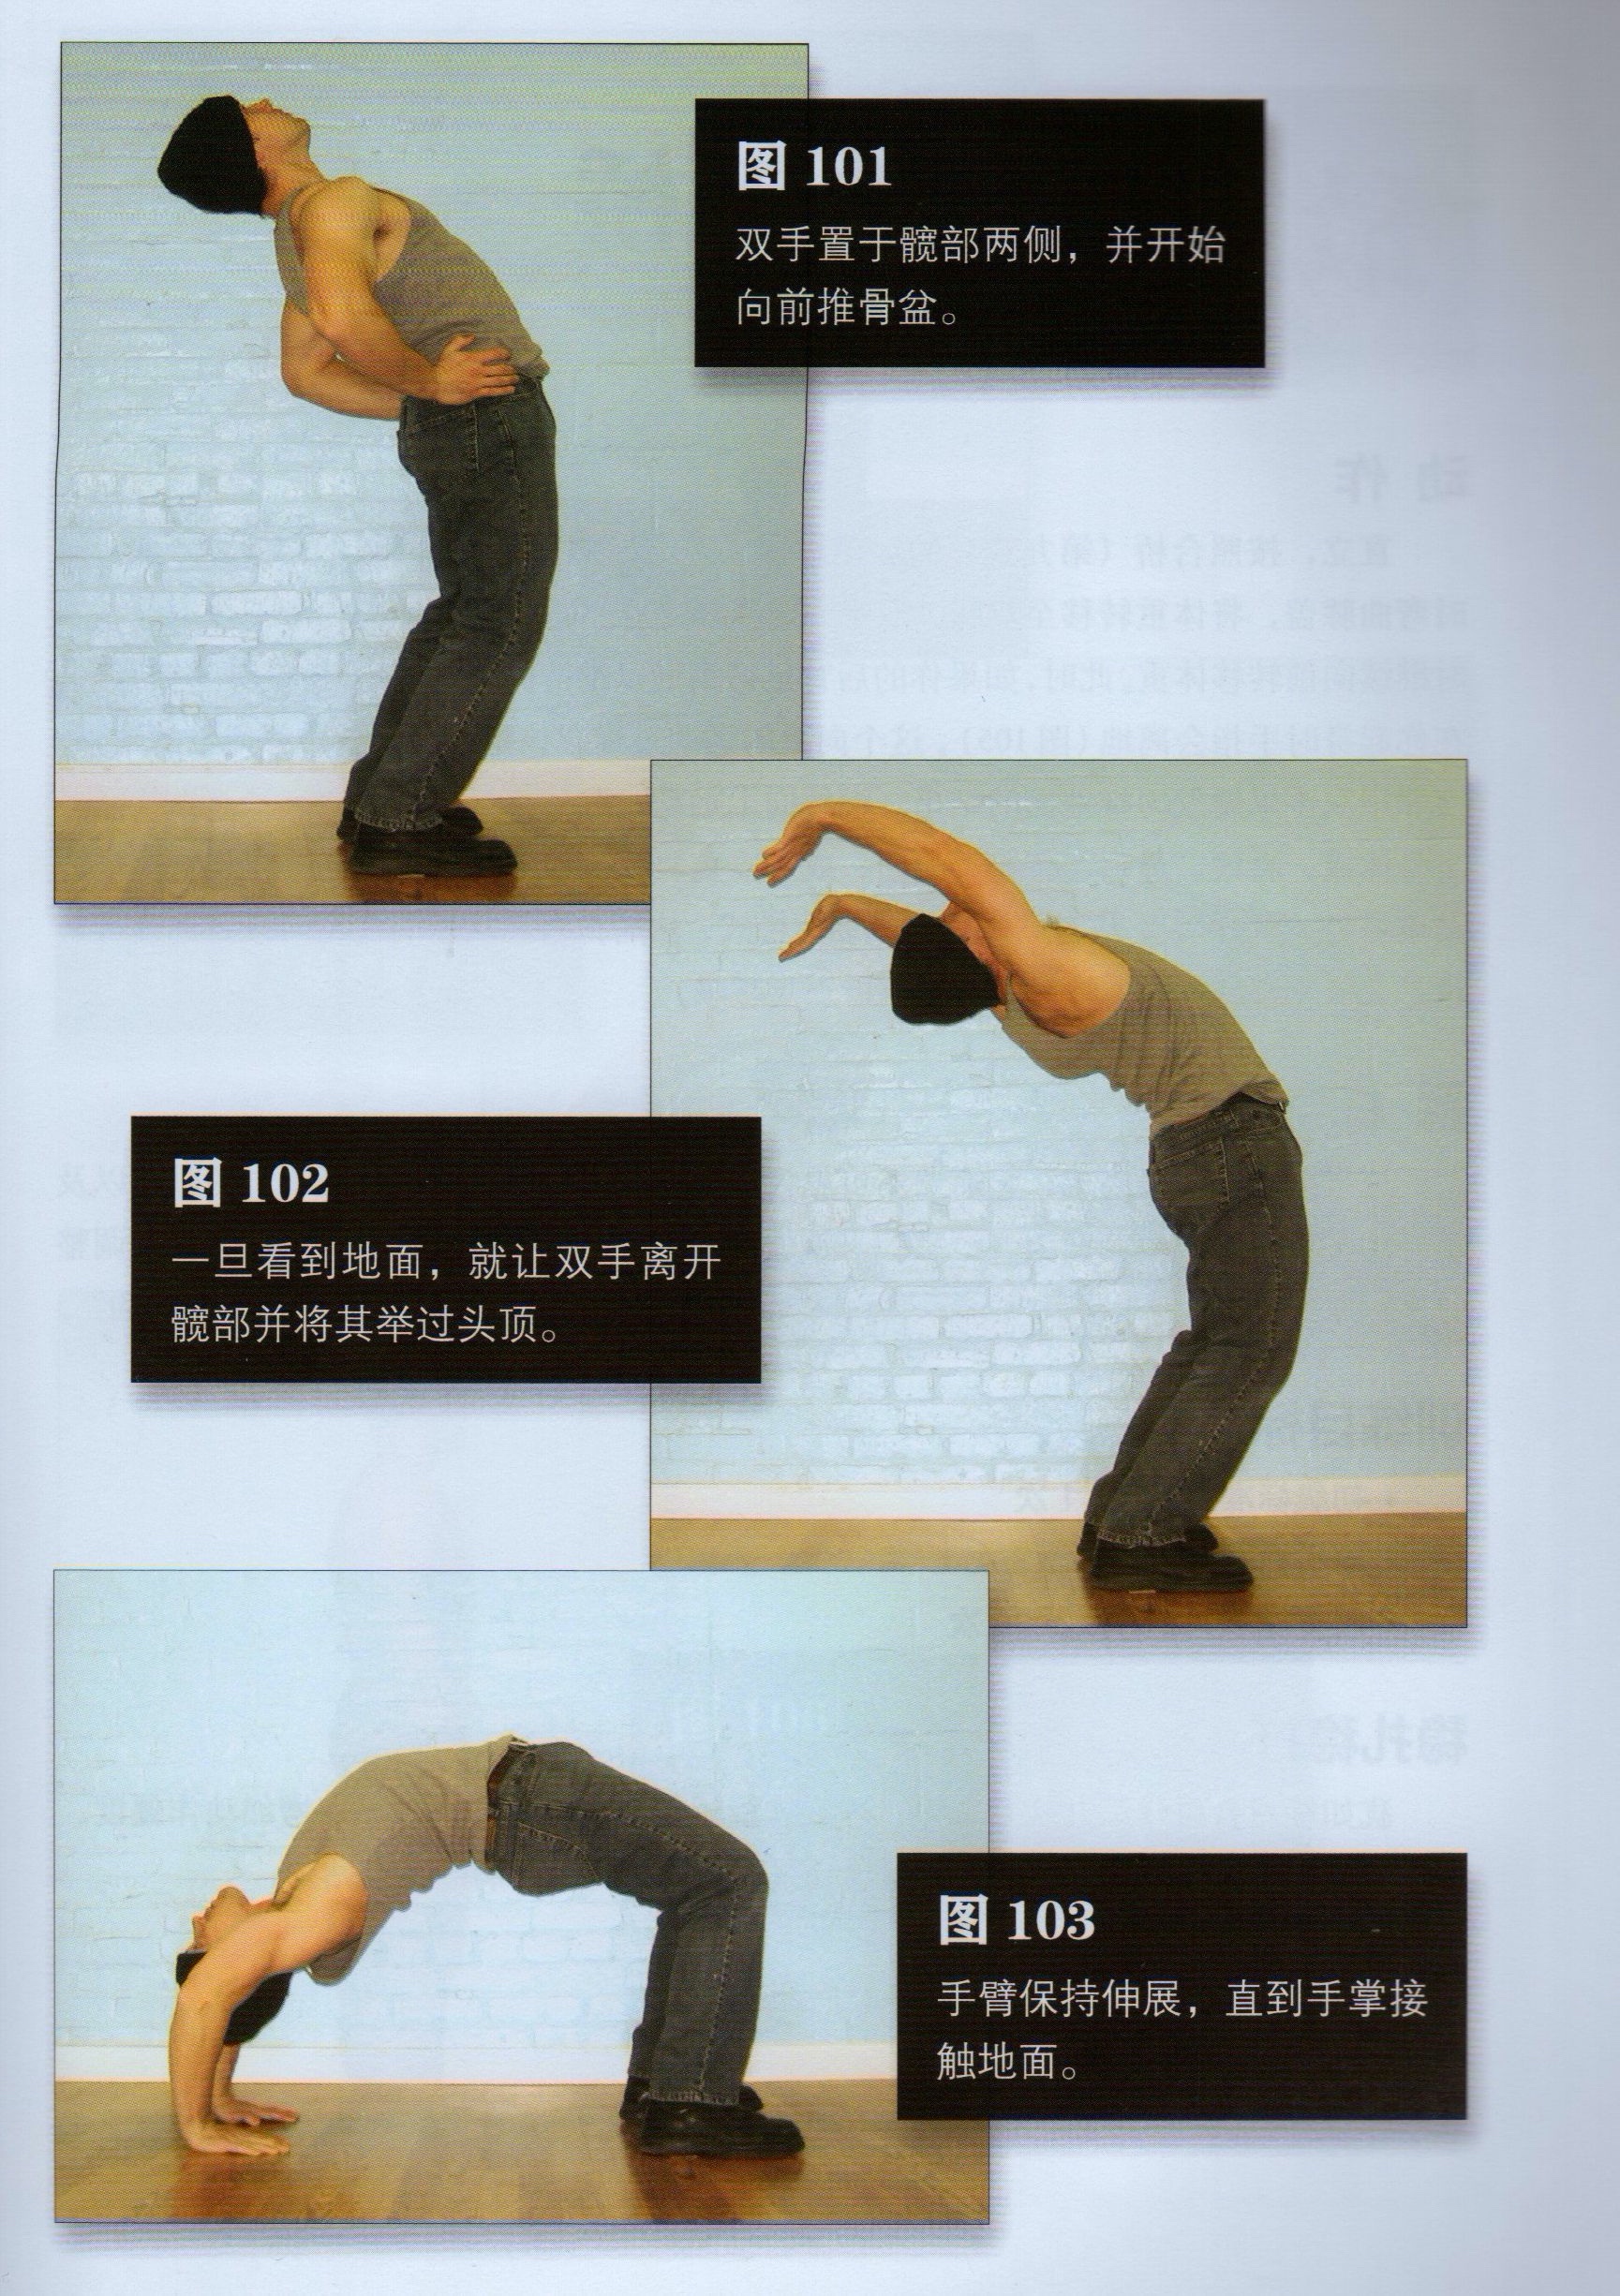 图 101
双手置于髋部两侧，并开始
向前推骨盆。
图 102
一旦看到地面，就让双手离开
髋部并将其举过头顶。
图 103
手臂保持伸展，直到手掌接
触地面。